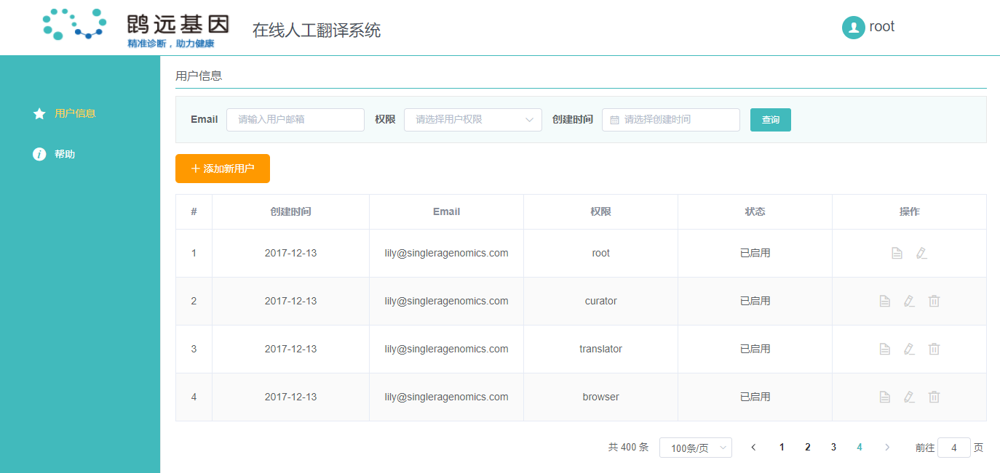 鹍远基因
精准诊断，助力健康
在线人工翻译系统
root
用户信息
帮助
用户信息
Email 请输入用户邮箱 权限 请选择用户权限 创建时间 请选择创建时间 查询
添加新用户
# 创建时间 Email 权限 状态 操作
1 2017-12-13 lily@singleragenomics.com root 已启用
2 2017-12-13 lily@singleragenomics.com curator 已启用
3 2017-12-13 lily@singleragenomics.com translator 已启用
4 2017-12-13 lily@singleragenomics.com browser 已启用
共 400 条 100条/页 1 2 3 4 前往 4 页